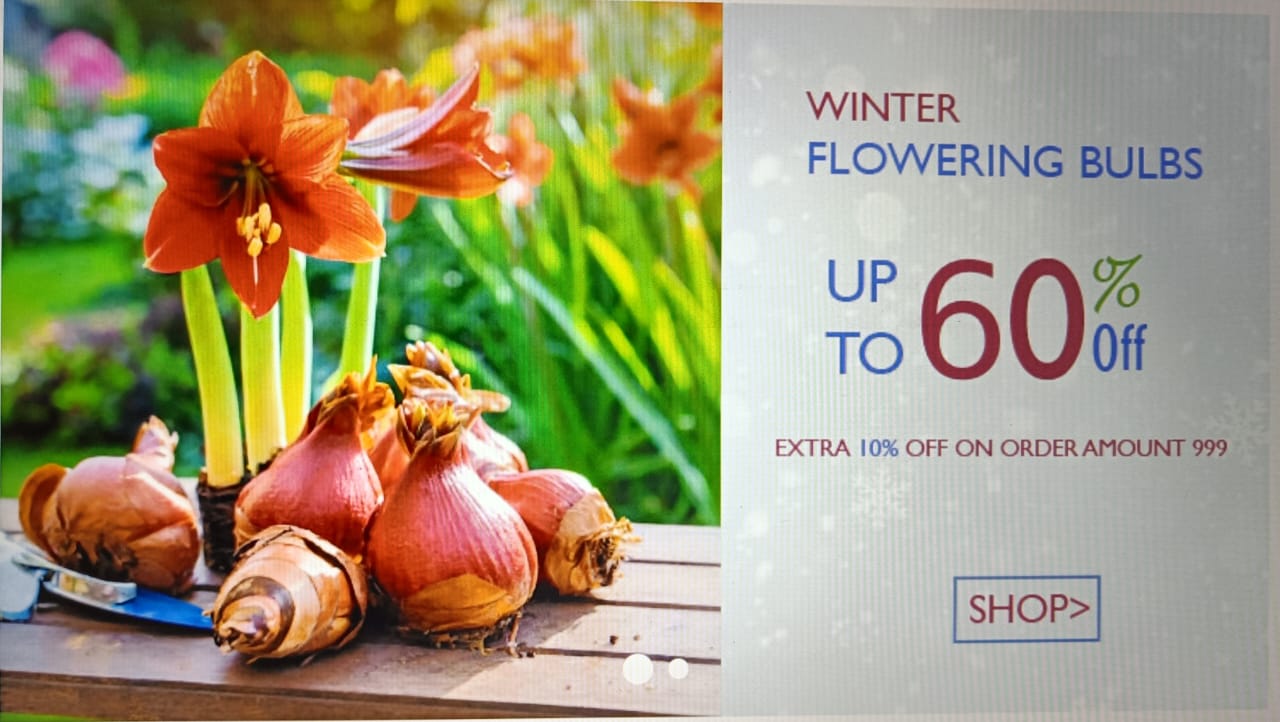 WINTER
FLOWERING BULBS
UP
TO
60%
Off
EXTRA 10% OFF ON ORDER AMOUNT 999
SHOP>